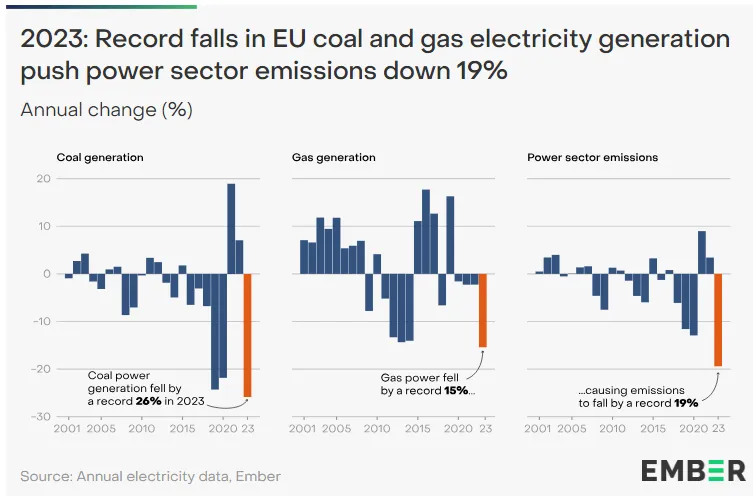 2023: Record falls in EU coal and gas electricity generation
push power sector emissions down 19%
Annual change (%)
Coal generation
Gas generation
Power sector emissions
20
10
0
−10
−20
−30
Coal power
generation fell by
a record 26% in 2023
Gas power fell
by a record 15%...
...causing emissions
to fall by a record 19%
2001 2005 2010 2015 2020 23
2001 2005 2010 2015 2020 23
2001 2005 2010 2015 2020 23
Source: Annual electricity data, Ember
EMBER